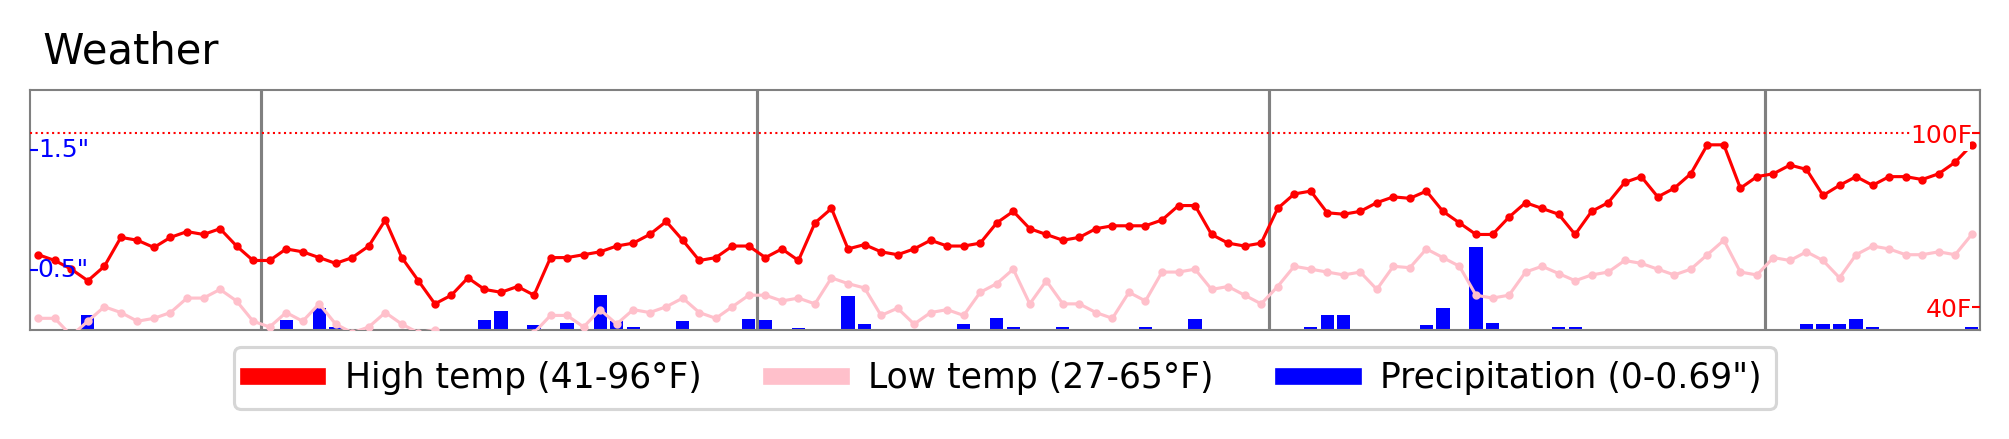 Weather
1.5"
100F
0.5"
40F
High temp (41-96°F)
Low temp (27-65°F)
Precipitation (0-0.69")